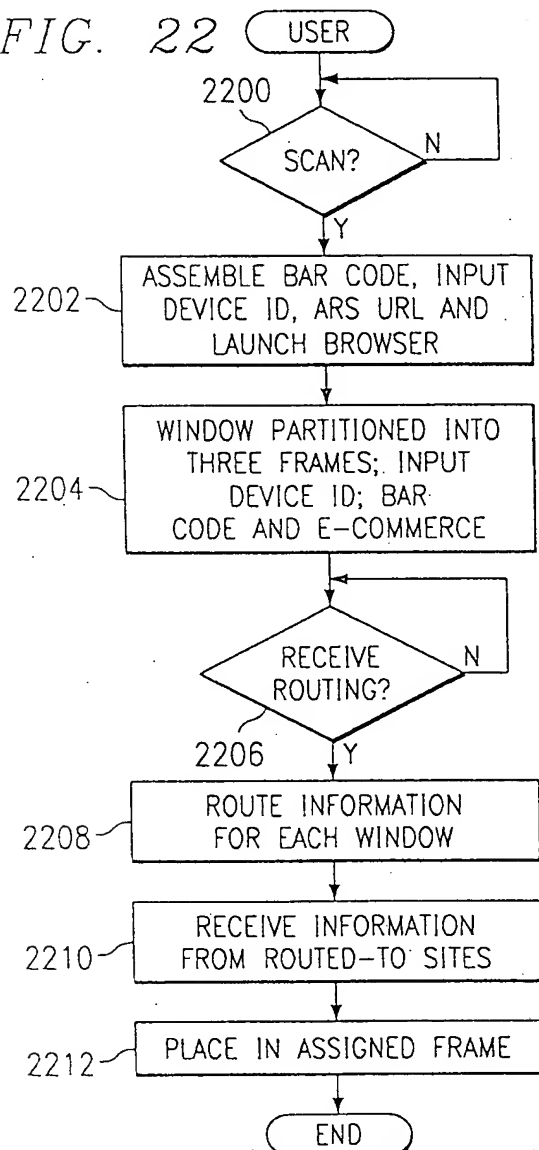 FIG. 22
USER
2200
SCAN?
N
Y
2202
ASSEMBLE BAR CODE, INPUT
DEVICE ID, ARS URL AND
LAUNCH BROWSER
2204
WINDOW PARTITIONED INTO
THREE FRAMES; INPUT
DEVICE ID; BAR
CODE AND E-COMMERCE
RECEIVE
ROUTING?
N
2206
Y
2208
ROUTE INFORMATION
FOR EACH WINDOW
2210
RECEIVE INFORMATION
FROM ROUTED-TO SITES
2212
PLACE IN ASSIGNED FRAME
END